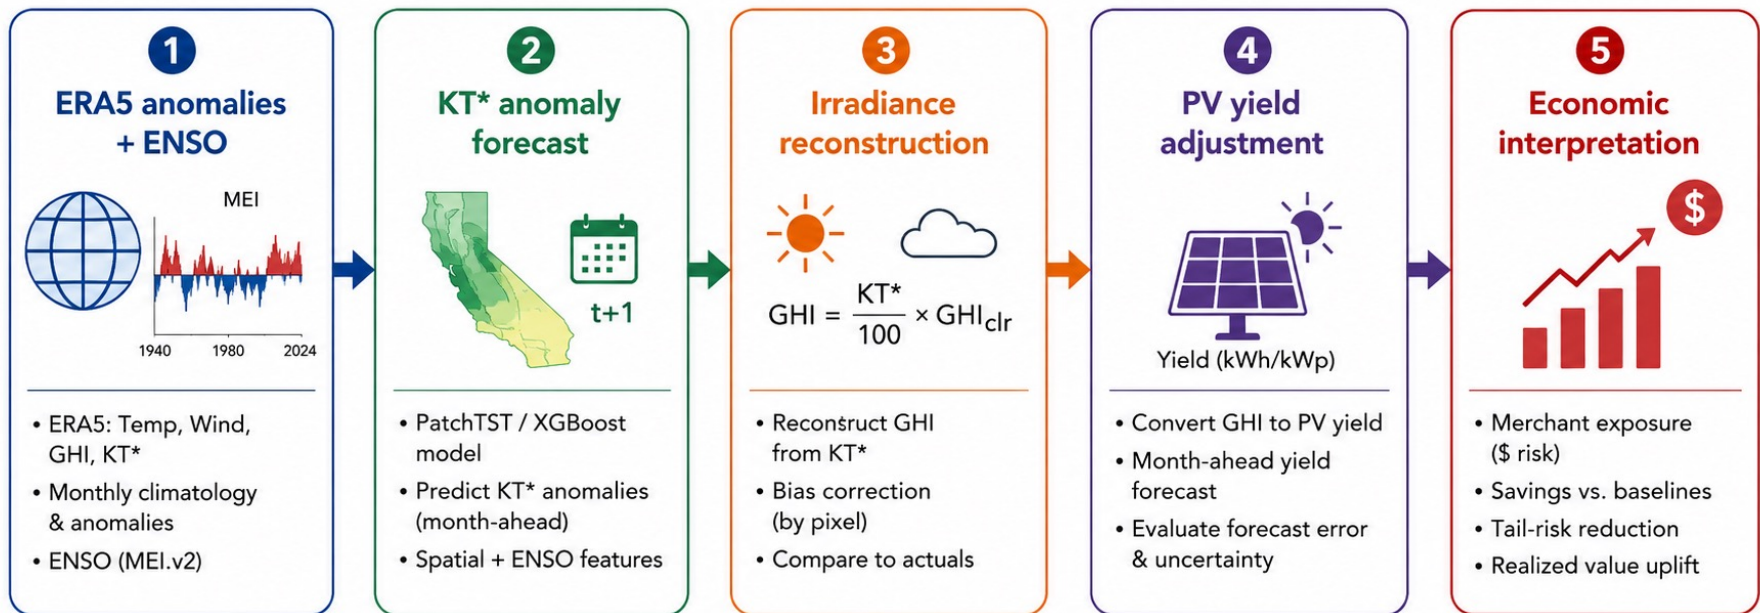 1
ERA5 anomalies
+ ENSO
MEI
1940 1980 2024
• ERA5: Temp, Wind,
GHI, KT*
• Monthly climatology
& anomalies
• ENSO (MEI.v2)
2
KT* anomaly
forecast
t+1
• PatchTST / XGBoost
model
• Predict KT* anomalies
(month-ahead)
• Spatial + ENSO features
3
Irradiance
reconstruction
GHI = KT*/100 × GHI_clr
• Reconstruct GHI
from KT*
• Bias correction
(by pixel)
• Compare to actuals
4
PV yield
adjustment
Yield (kWh/kWp)
• Convert GHI to PV yield
• Month-ahead yield
forecast
• Evaluate forecast error
& uncertainty
5
Economic
interpretation
$
• Merchant exposure
($ risk)
• Savings vs. baselines
• Tail-risk reduction
• Realized value uplift